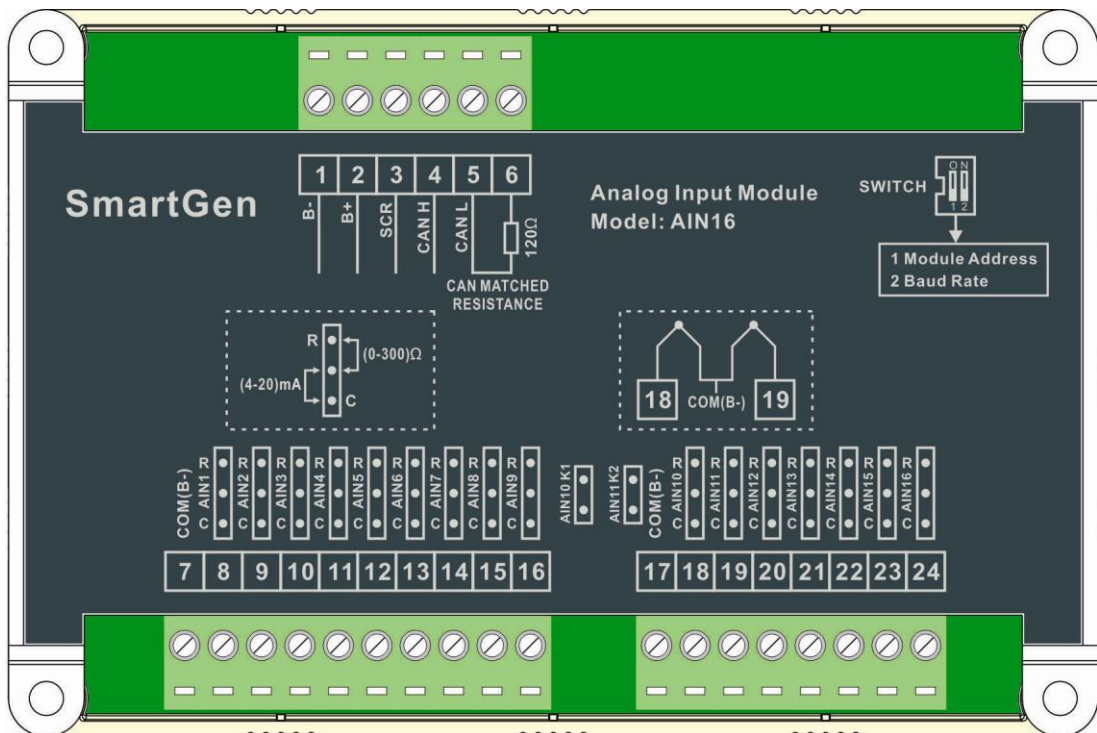 1 2 3 4 5 6
B- B+ SCR CAN H CAN L 120Ω
SmartGen
CAN MATCHED
RESISTANCE
Analog Input Module
Model: AIN16
SWITCH
ON
1 2
1 Module Address
2 Baud Rate
R
(0-300)Ω
(4-20)mA
C
18 COM(B-) 19
COM(B-)
R AIN1 C
R AIN2 C
R AIN3 C
R AIN4 C
R AIN5 C
R AIN6 C
R AIN7 C
R AIN8 C
R AIN9 C
AIN10 K1
AIN11 K2
COM(B-)
R AIN10 C
R AIN11 C
R AIN12 C
R AIN13 C
R AIN14 C
R AIN15 C
R AIN16 C
7 8 9 10 11 12 13 14 15 16
17 18 19 20 21 22 23 24